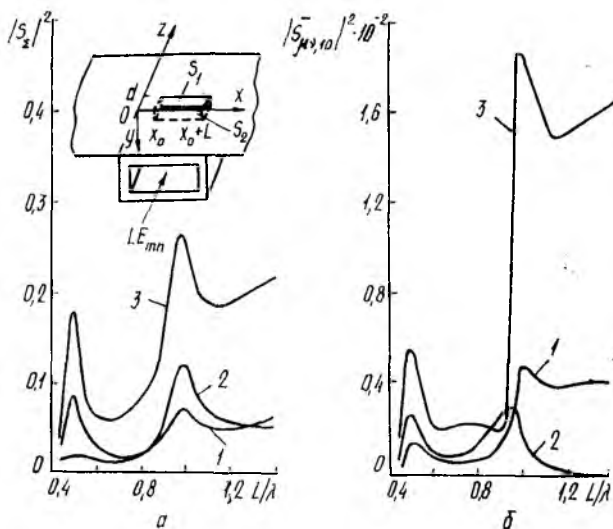 |S_Σ|²
0,4
0,3
0,2
0,1
0
z
S₁
d
0
x
x₀
x₀+L
S₂
y
LE_mn
3
2
1
0,4
0,8
1,2 L/λ
а
|S⁻_μν,10|²·10⁻²
1,6
1,2
0,8
0,4
0
3
1
2
0,4
0,8
1,2 L/λ
б